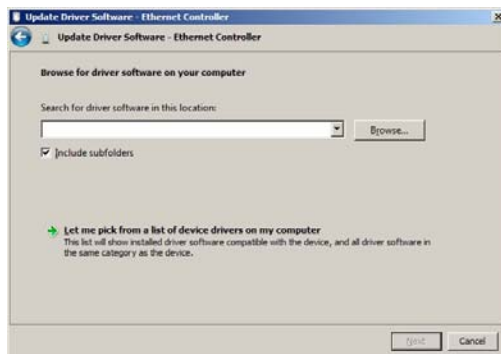 Update Driver Software - Ethernet Controller
Update Driver Software - Ethernet Controller
Browse for driver software on your computer
Search for driver software in this location:
Browse...
Include subfolders
Let me pick from a list of device drivers on my computer
This list will show installed driver software compatible with the device, and all driver software in
the same category as the device.
Next
Cancel